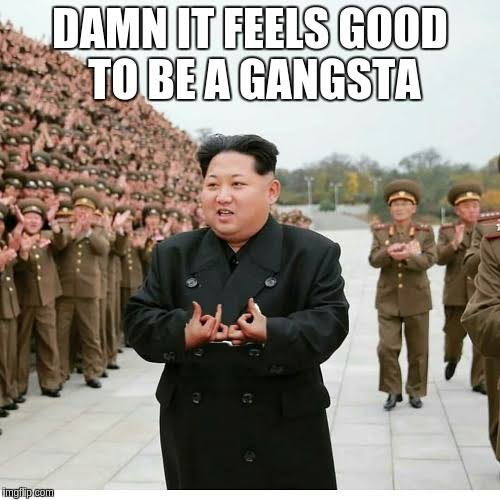 DAMN IT FEELS GOOD
TO BE A GANGSTA
imgflip.com